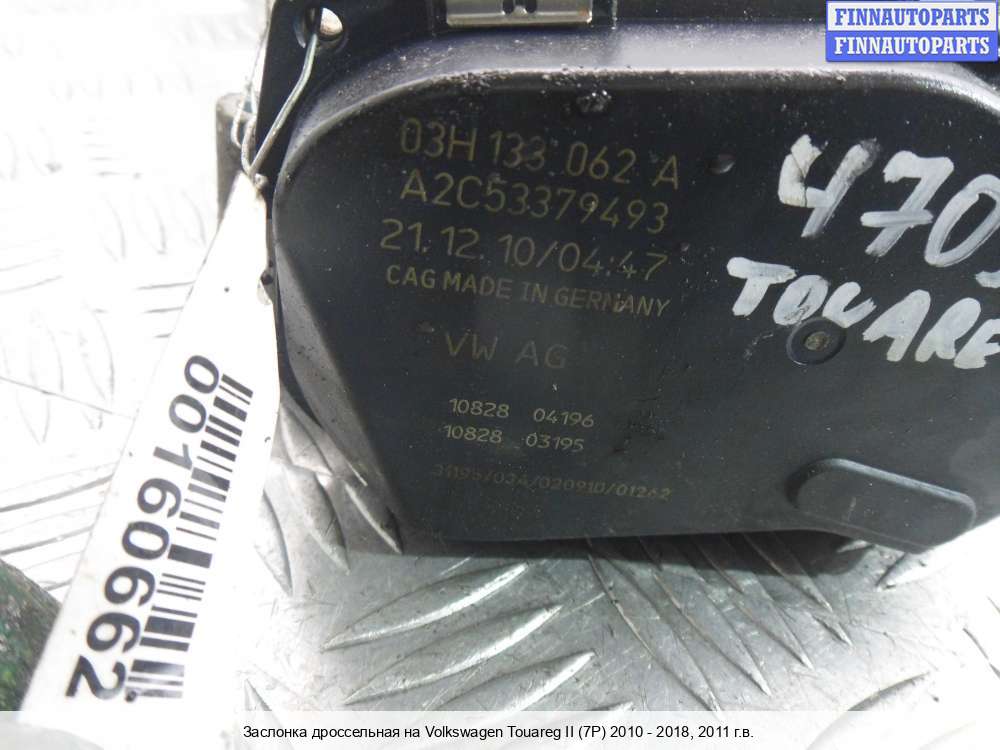 FINNAUTOPARTS
FINNAUTOPARTS
03H 133 062 A
A2C53379493
21.12.10/04:47
CAG MADE IN GERMANY
VW AG
10828 04196
10828 03195
470
TOUARE
00160662
Заслонка дроссельная на Volkswagen Touareg II (7P) 2010 - 2018, 2011 г.в.